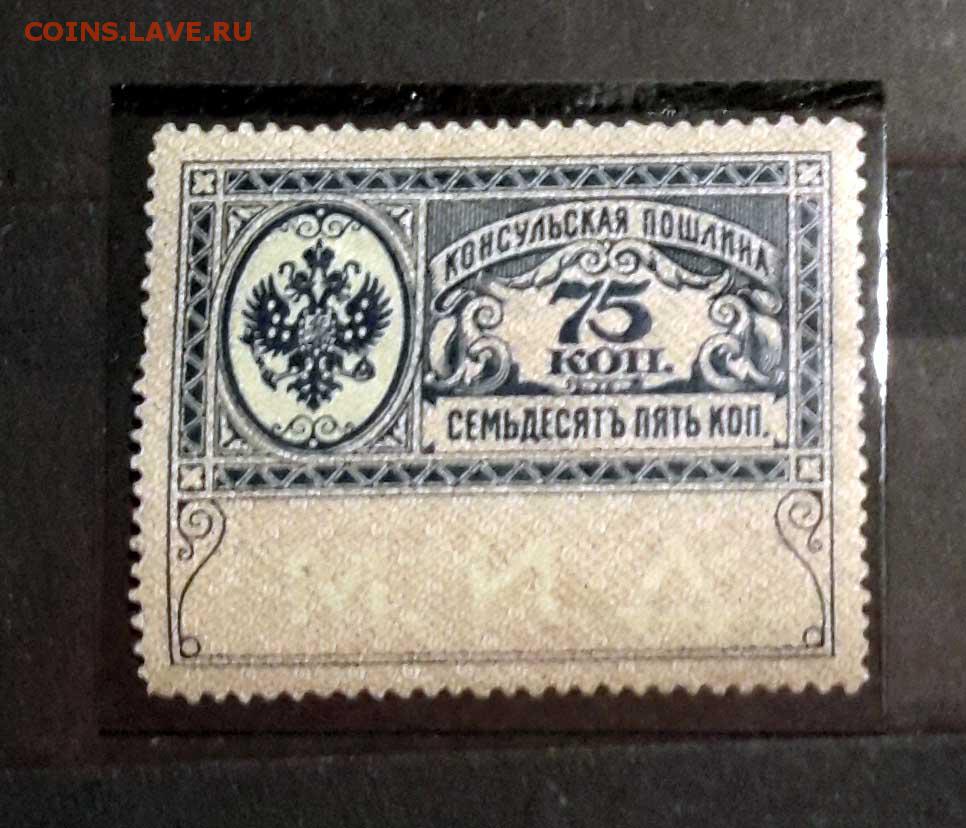 COINS.LAVE.RU
КОНСУЛЬСКАЯ ПОШЛИНА
75
КОП.
СЕМЬДЕСЯТЪ ПЯТЬ КОП.
М И Д